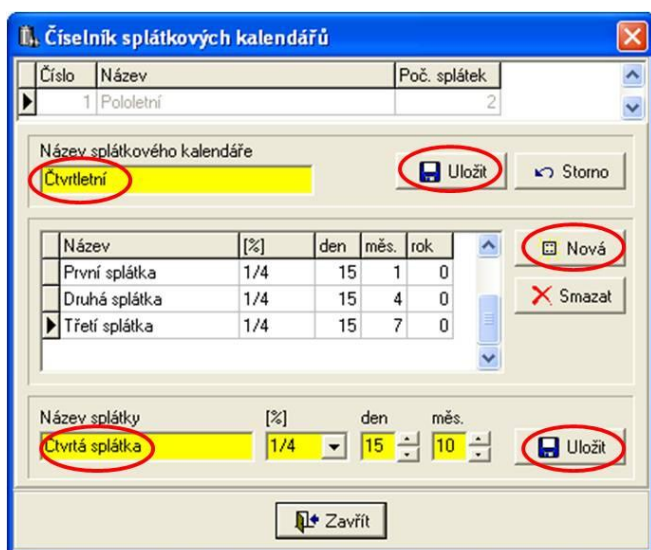 Číselník splátkových kalendářů
Číslo Název Poč. splátek
1 Pololetní 2
Název splátkového kalendáře
Čtvrtletní Uložit Storno
Název [%] den měs. rok Nová
První splátka 1/4 15 1 0
Druhá splátka 1/4 15 4 0 Smazat
Třetí splátka 1/4 15 7 0
Název splátky [%] den měs.
Čtvrtá splátka 1/4 15 10 Uložit
Zavřít